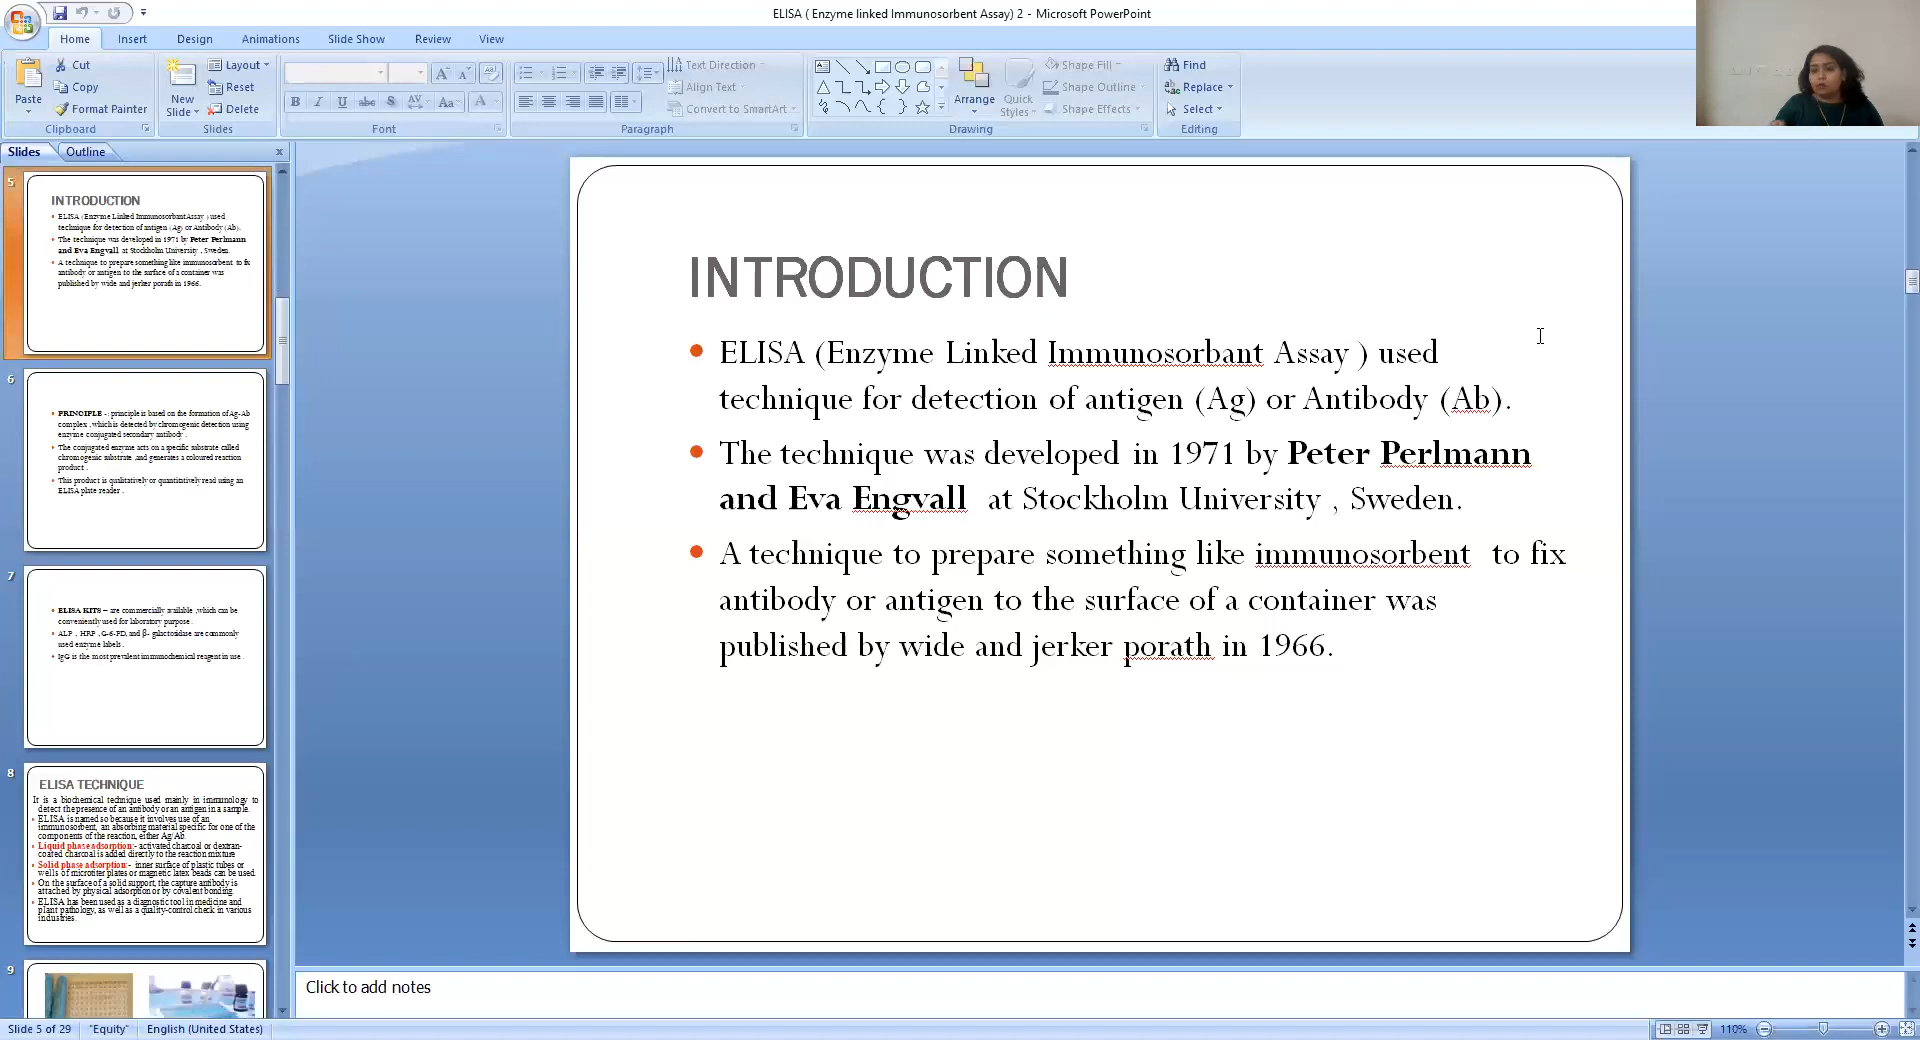 ELISA ( Enzyme linked Immunosorbent Assay) 2 - Microsoft PowerPoint
Home Insert Design Animations Slide Show Review View
Paste
Cut
Copy
Format Painter
Clipboard
New Slide
Layout
Reset
Delete
Slides
B I U abc S AV Aa A
Font
Text Direction
Align Text
Convert to SmartArt
Paragraph
Arrange
Quick Styles
Shape Fill
Shape Outline
Shape Effects
Drawing
Find
Replace
Select
Editing
Slides Outline
5
INTRODUCTION
ELISA (Enzyme Linked ImmunosorbantAssay ) used
technique for detection of antigen (Ag) or Antibody (Ab).
The technique was developed in 1971 by Peter Perlmann
and Eva Engvall at Stockholm University , Sweden.
A technique to prepare something like immunosorbent to fix
antibody or antigen to the surface of a container was
published by wide and jerker porath in 1966.
6
PRINCIPLE -: principle is based on the formation of Ag-Ab
complex , which is detected by chromogenic detection using
enzyme conjugated secondary antibody .
The conjugated enzyme acts on a specific substrate called
chromogenic substrate ,and generates a coloured reaction
product .
This product is qualitatively or quantitatively read using an
ELISA plate reader .
7
ELISA KITS – are commercially available ,which can be
conveniently used for laboratory purpose .
ALP , HRP , G-6-PD, and β- galactosidase are commonly
used enzyme labels .
IgG is the most prevalent immunochemical reagent in use .
8
ELISA TECHNIQUE
It is a biochemical technique used mainly in immunology to
detect the presence of an antibody or an antigen in a sample.
ELISA is named so because it involves use of an
immunosorbent, an absorbing material specific for one of the
components of the reaction, either Ag/Ab.
Liquid phase adsorption:- activated charcoal or dextran-
coated charcoal is added directly to the reaction mixture
Solid phase adsorption:- inner surface of plastic tubes or
wells of microtiter plates or magnetic latex beads can be used.
On the surface of a solid support, the capture antibody is
attached by physical adsorption or by covalent bonding.
ELISA has been used as a diagnostic tool in medicine and
plant pathology, as well as a quality-control check in various
industries.
9
INTRODUCTION
ELISA (Enzyme Linked Immunosorbant Assay ) used
technique for detection of antigen (Ag) or Antibody (Ab).
The technique was developed in 1971 by Peter Perlmann
and Eva Engvall at Stockholm University , Sweden.
A technique to prepare something like immunosorbent to fix
antibody or antigen to the surface of a container was
published by wide and jerker porath in 1966.
Click to add notes
Slide 5 of 29 "Equity" English (United States) 110%